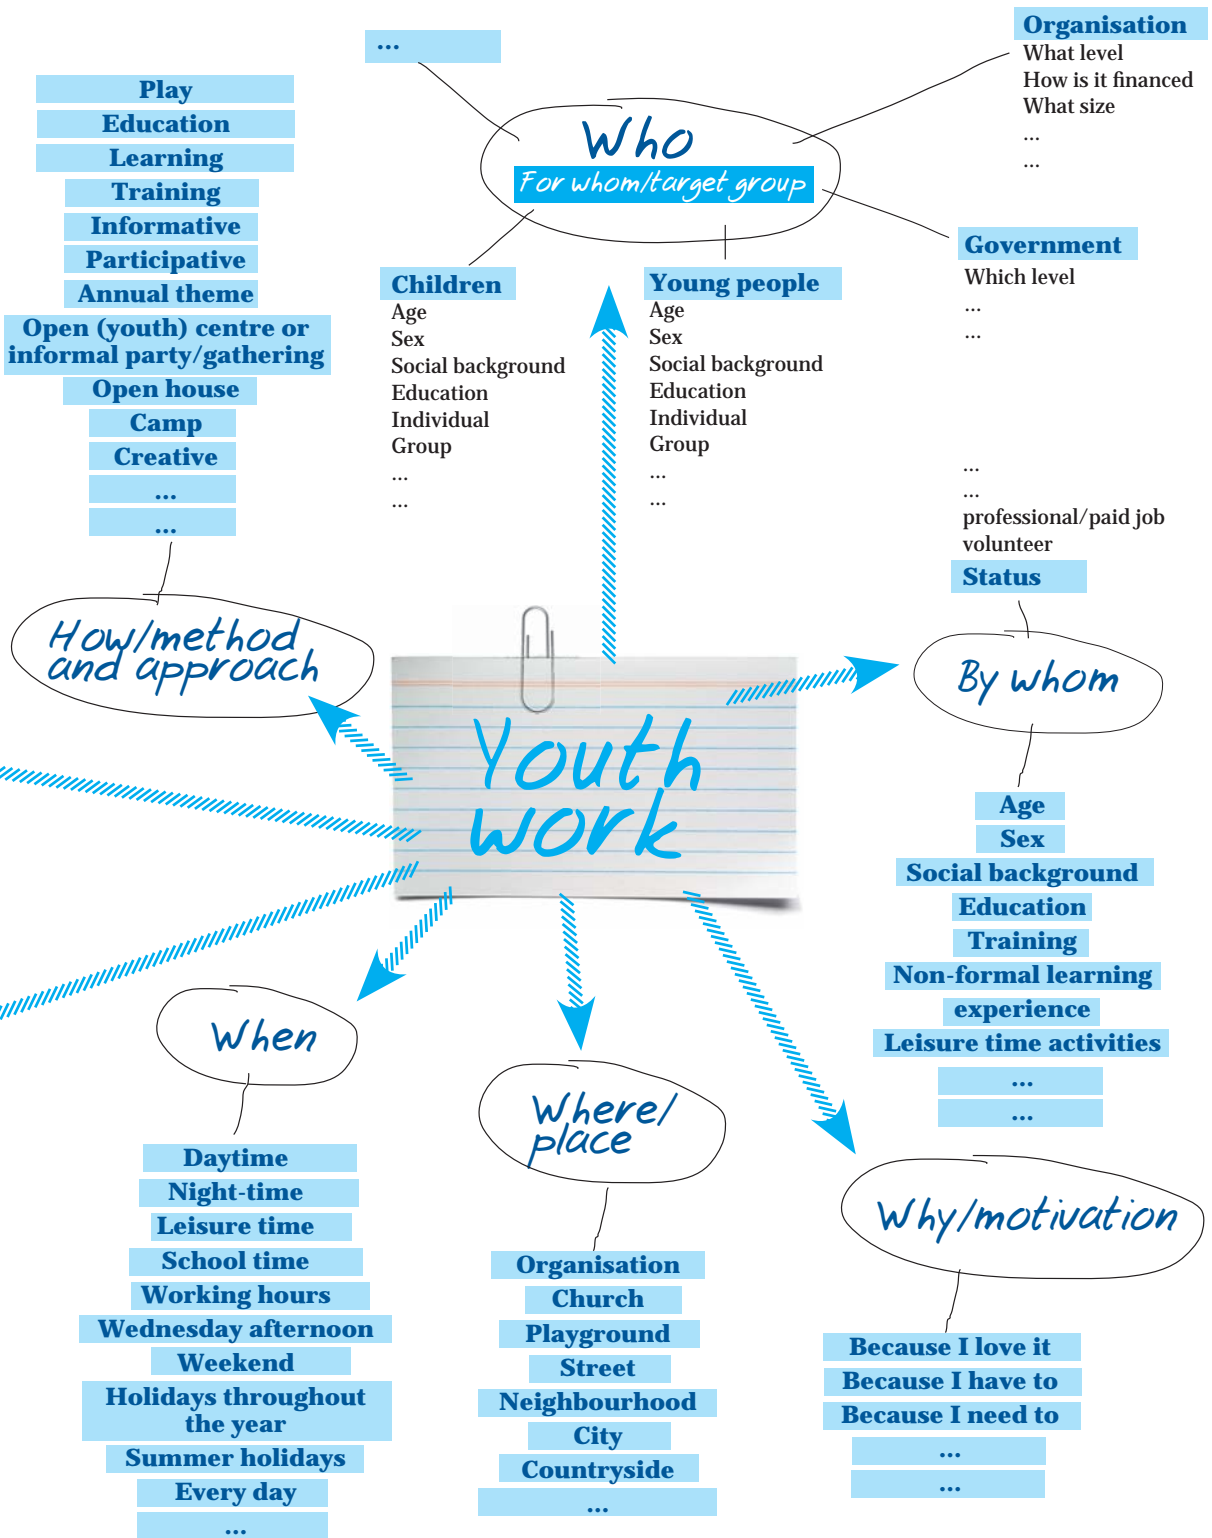 ...
Organisation
What level
How is it financed
What size
...
...
Who
For whom/target group
Government
Which level
...
...
Children
Age
Sex
Social background
Education
Individual
Group
...
...
Young people
Age
Sex
Social background
Education
Individual
Group
...
...
Play
Education
Learning
Training
Informative
Participative
Annual theme
Open (youth) centre or
informal party/gathering
Open house
Camp
Creative
...
...
How/method
and approach
...
...
professional/paid job
volunteer
Status
By whom
Age
Sex
Social background
Education
Training
Non-formal learning
experience
Leisure time activities
...
...
Youth
work
When
Daytime
Night-time
Leisure time
School time
Working hours
Wednesday afternoon
Weekend
Holidays throughout
the year
Summer holidays
Every day
...
Where/
place
Organisation
Church
Playground
Street
Neighbourhood
City
Countryside
...
Why/motivation
Because I love it
Because I have to
Because I need to
...
...